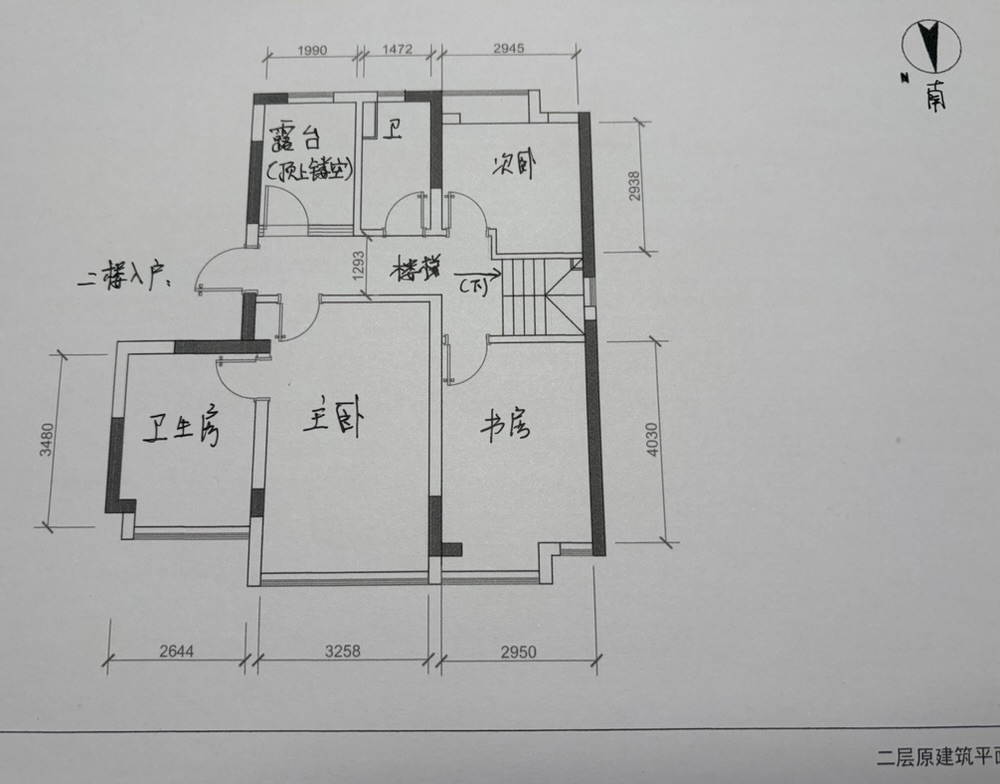 1990
1472
2945
N
南
露台
(顶上镂空)
卫
次卧
2938
二楼入户:
1293
楼梯
(下)
3480
卫生房
主卧
书房
4030
2644
3258
2950
二层原建筑平面